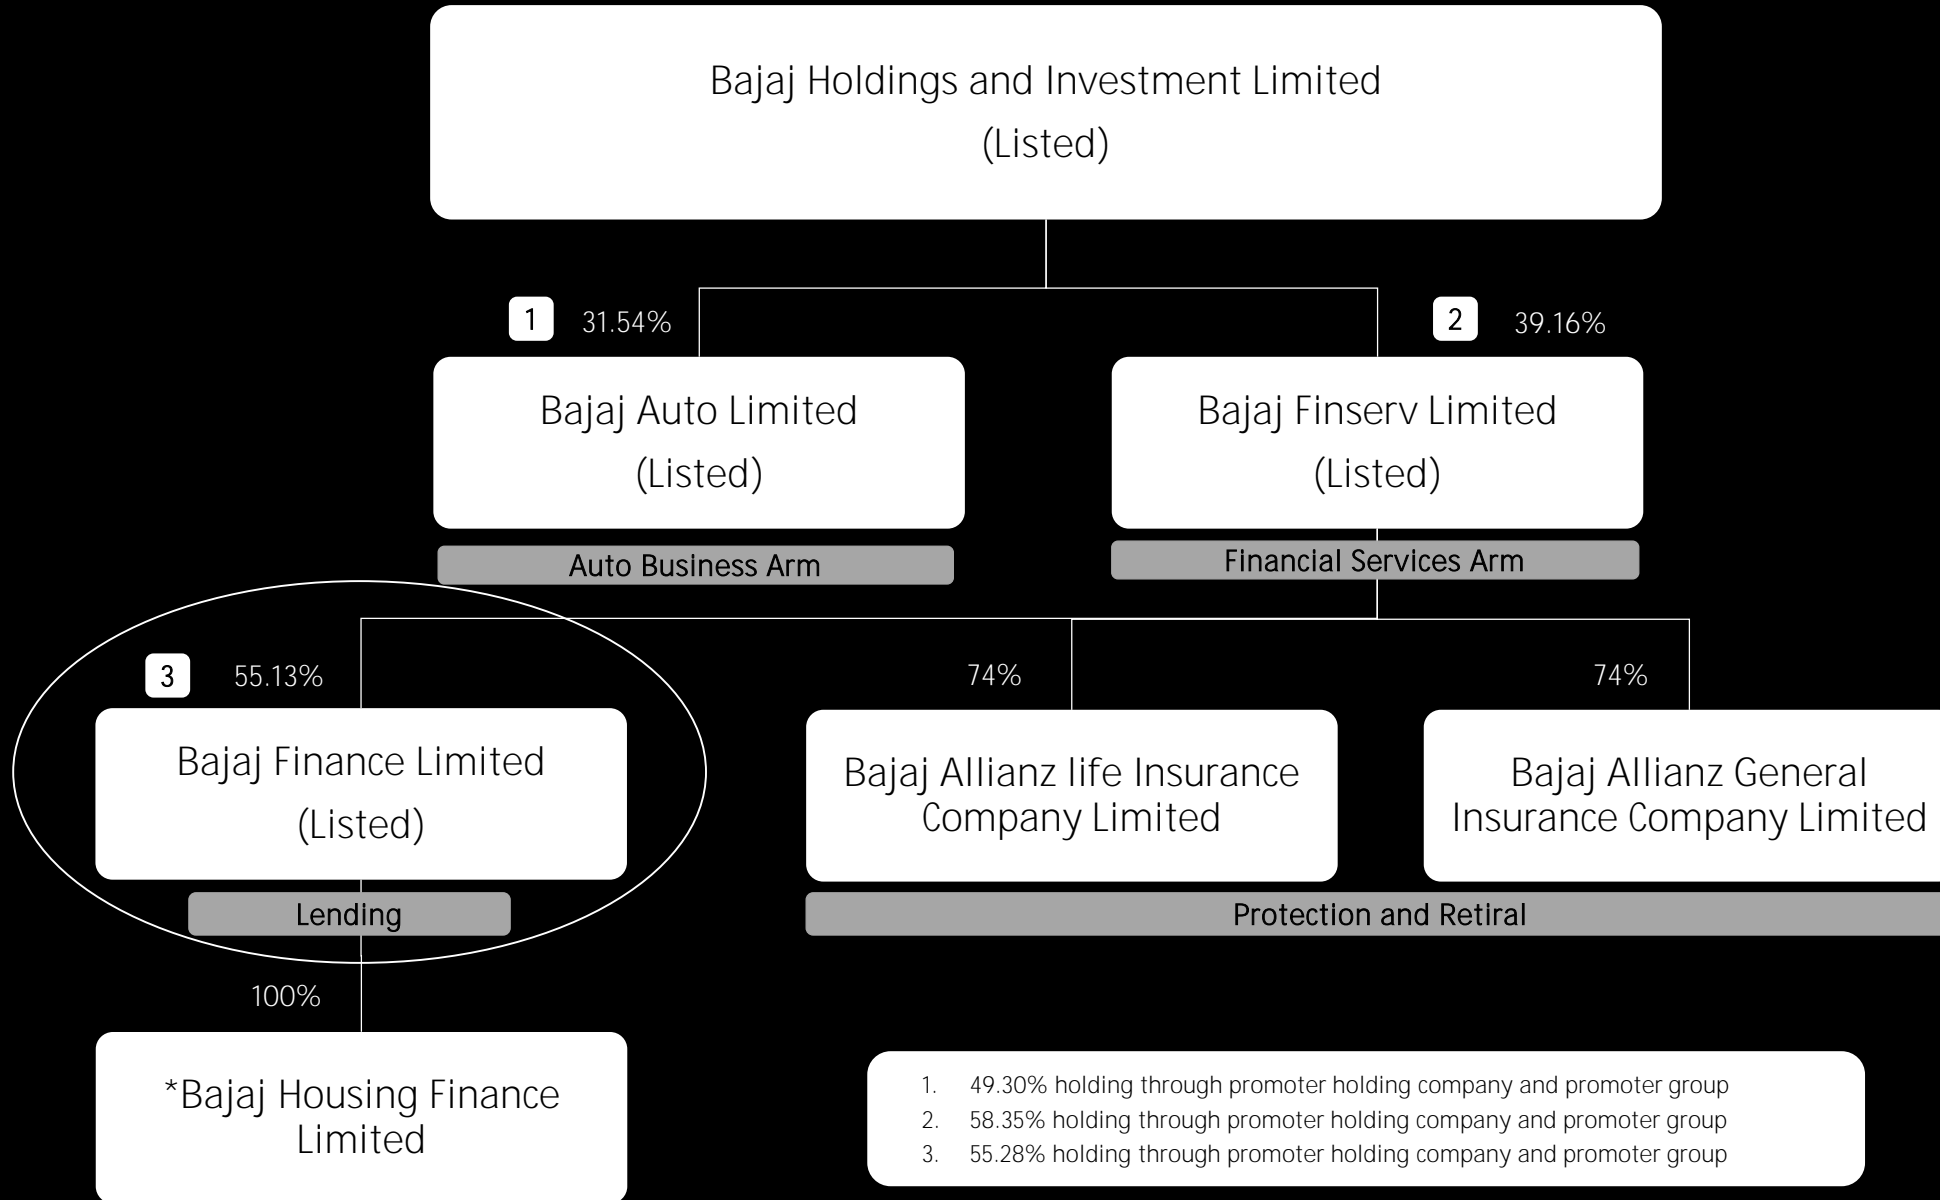 Bajaj Holdings and Investment Limited
(Listed)
1 31.54%
2 39.16%
Bajaj Auto Limited
(Listed)
Bajaj Finserv Limited
(Listed)
Auto Business Arm
Financial Services Arm
3 55.13%
74%
74%
Bajaj Finance Limited
(Listed)
Bajaj Allianz life Insurance
Company Limited
Bajaj Allianz General
Insurance Company Limited
Lending
Protection and Retiral
100%
*Bajaj Housing Finance
Limited
1. 49.30% holding through promoter holding company and promoter group
2. 58.35% holding through promoter holding company and promoter group
3. 55.28% holding through promoter holding company and promoter group